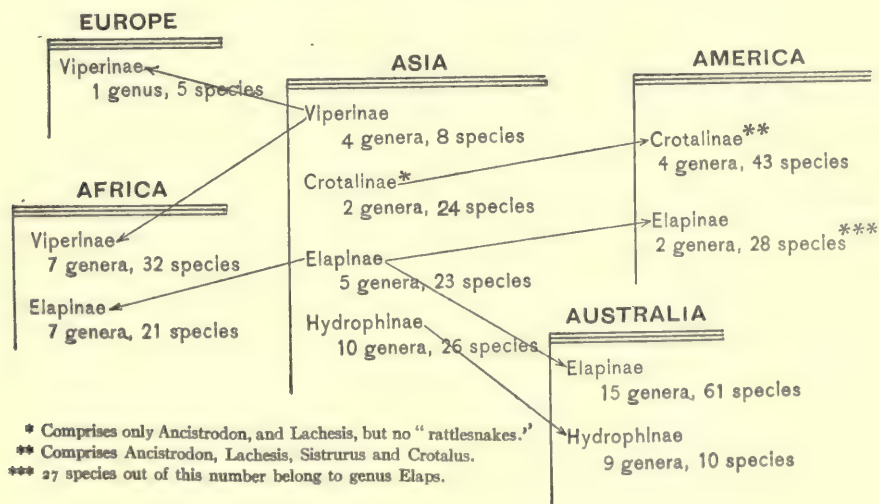 EUROPE
Viperinae
1 genus, 5 species
AFRICA
Viperinae
7 genera, 32 species
Elapinae
7 genera, 21 species
ASIA
Viperinae
4 genera, 8 species
Crotalinae*
2 genera, 24 species
Elapinae
5 genera, 23 species
Hydrophinae
10 genera, 26 species
AMERICA
Crotalinae**
4 genera, 43 species
Elapinae
2 genera, 28 species***
AUSTRALIA
Elapinae
15 genera, 61 species
Hydrophinae
9 genera, 10 species
* Comprises only Ancistrodon, and Lachesis, but no "rattlesnakes."
** Comprises Ancistrodon, Lachesis, Sistrurus and Crotalus.
*** 27 species out of this number belong to genus Elaps.